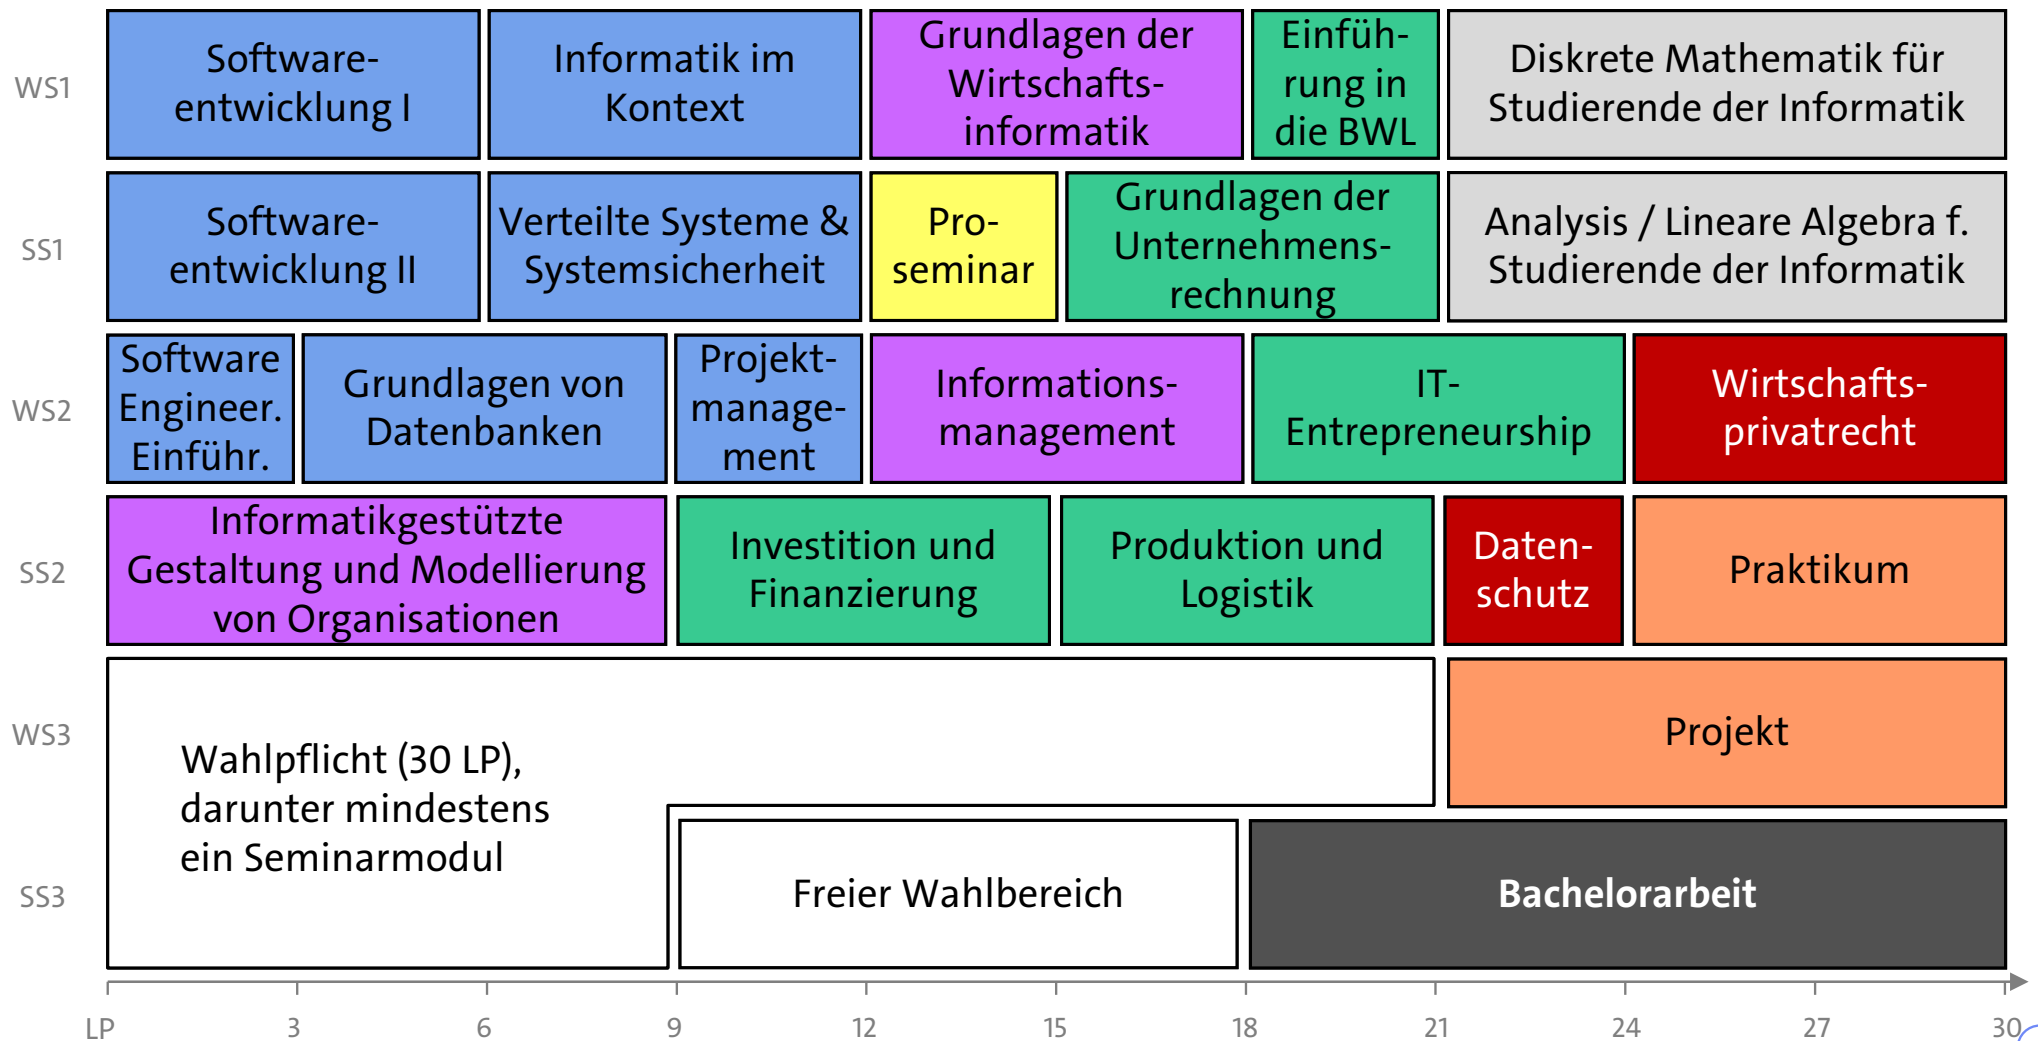 WS1
Software-
entwicklung I
Informatik im
Kontext
Grundlagen der
Wirtschafts-
informatik
Einfüh-
rung in
die BWL
Diskrete Mathematik für
Studierende der Informatik
SS1
Software-
entwicklung II
Verteilte Systeme &
Systemsicherheit
Pro-
seminar
Grundlagen der
Unternehmens-
rechnung
Analysis / Lineare Algebra f.
Studierende der Informatik
WS2
Software
Engineer.
Einführ.
Grundlagen von
Datenbanken
Projekt-
manage-
ment
Informations-
management
IT-
Entrepreneurship
Wirtschafts-
privatrecht
SS2
Informatikgestützte
Gestaltung und Modellierung
von Organisationen
Investition und
Finanzierung
Produktion und
Logistik
Daten-
schutz
Praktikum
WS3
Wahlpflicht (30 LP),
darunter mindestens
ein Seminarmodul
Projekt
SS3
Freier Wahlbereich
Bachelorarbeit
LP 3 6 9 12 15 18 21 24 27 30